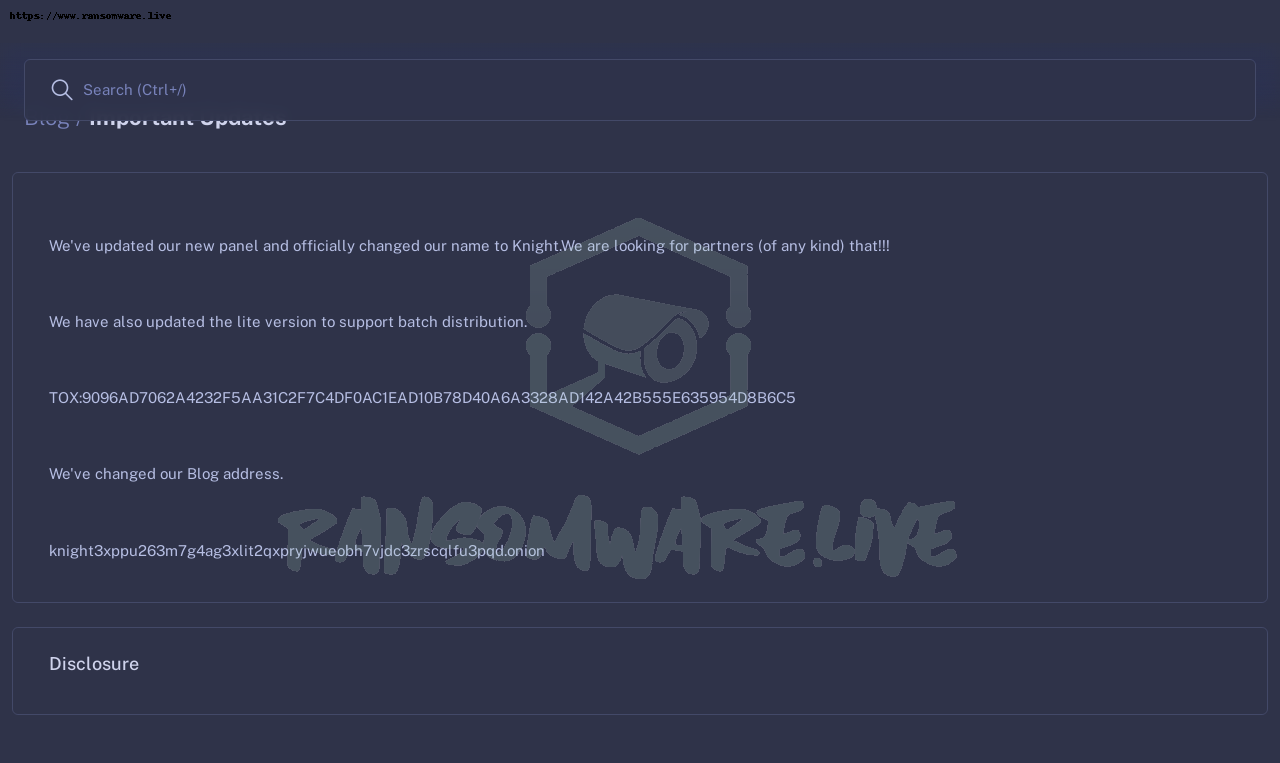 https://www.ransomware.live
Search (Ctrl+/)
Blog / Important Updates
We've updated our new panel and officially changed our name to Knight.We are looking for partners (of any kind) that!!!
We have also updated the lite version to support batch distribution.
TOX:9096AD7062A4232F5AA31C2F7C4DF0AC1EAD10B78D40A6A3328AD142A42B555E635954D8B6C5
We've changed our Blog address.
RANSOMWARE.LIVE
knight3xppu263m7g4ag3xlit2qxpryjwueobh7vjdc3zrscqlfu3pqd.onion
Disclosure